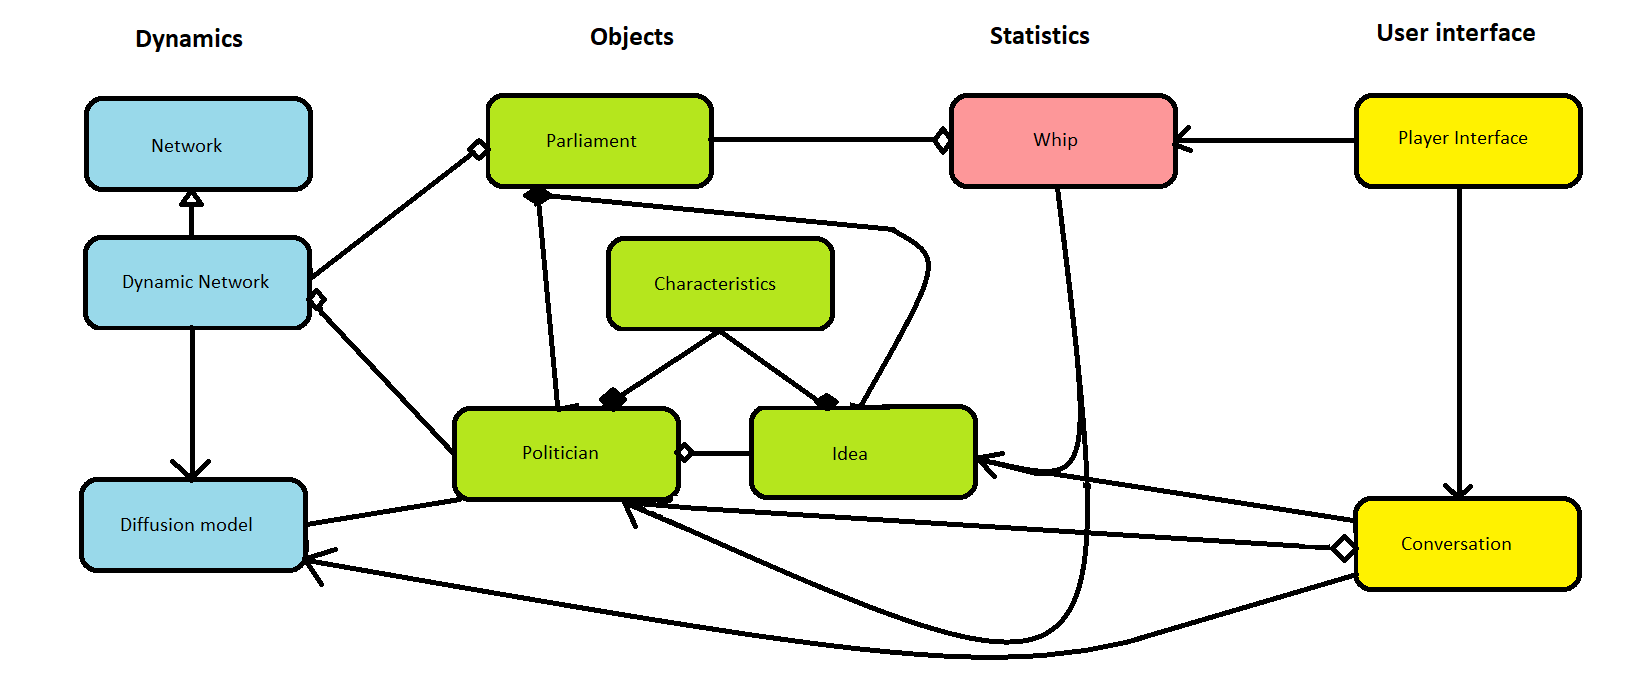 Dynamics
Objects
Statistics
User interface
Network
Parliament
Whip
Player Interface
Dynamic Network
Characteristics
Politician
Idea
Diffusion model
Conversation